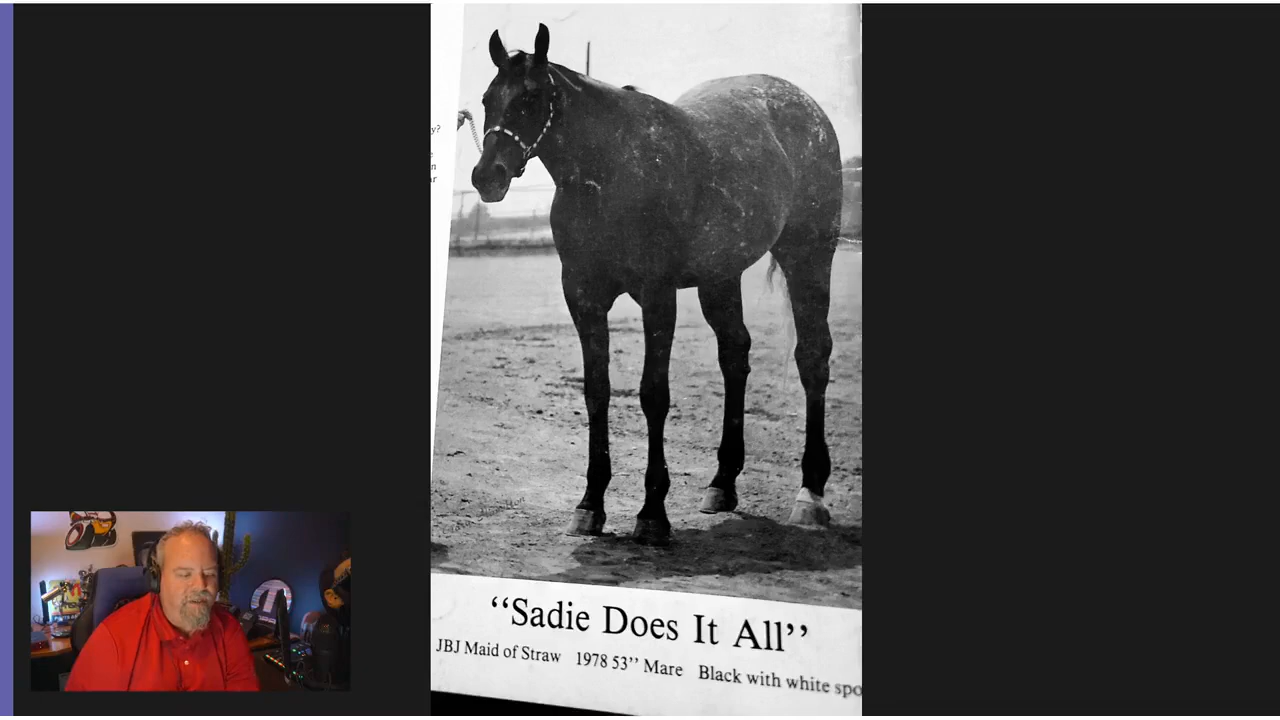 y?
“Sadie Does It All”
JBJ Maid of Straw 1978 53” Mare Black with white spo